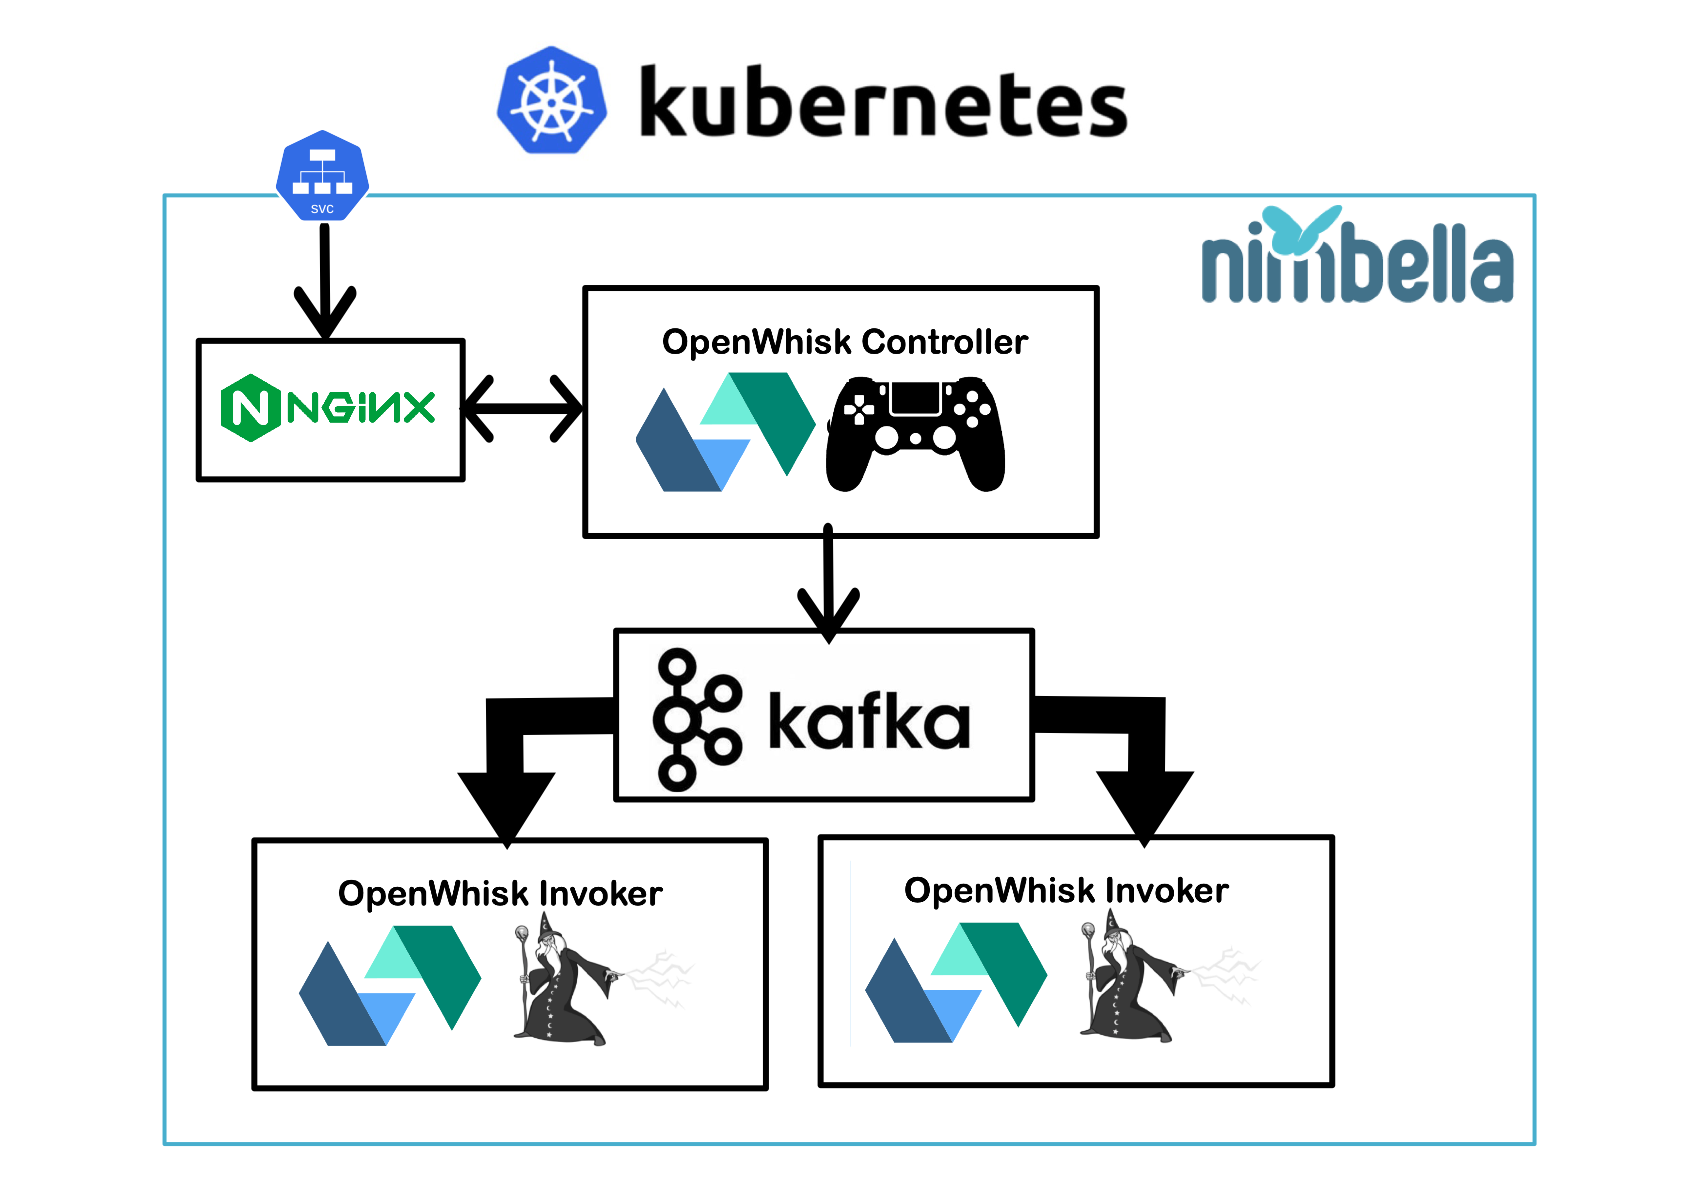 kubernetes
svc
nimbella
OpenWhisk Controller
NGINX
kafka
OpenWhisk Invoker
OpenWhisk Invoker